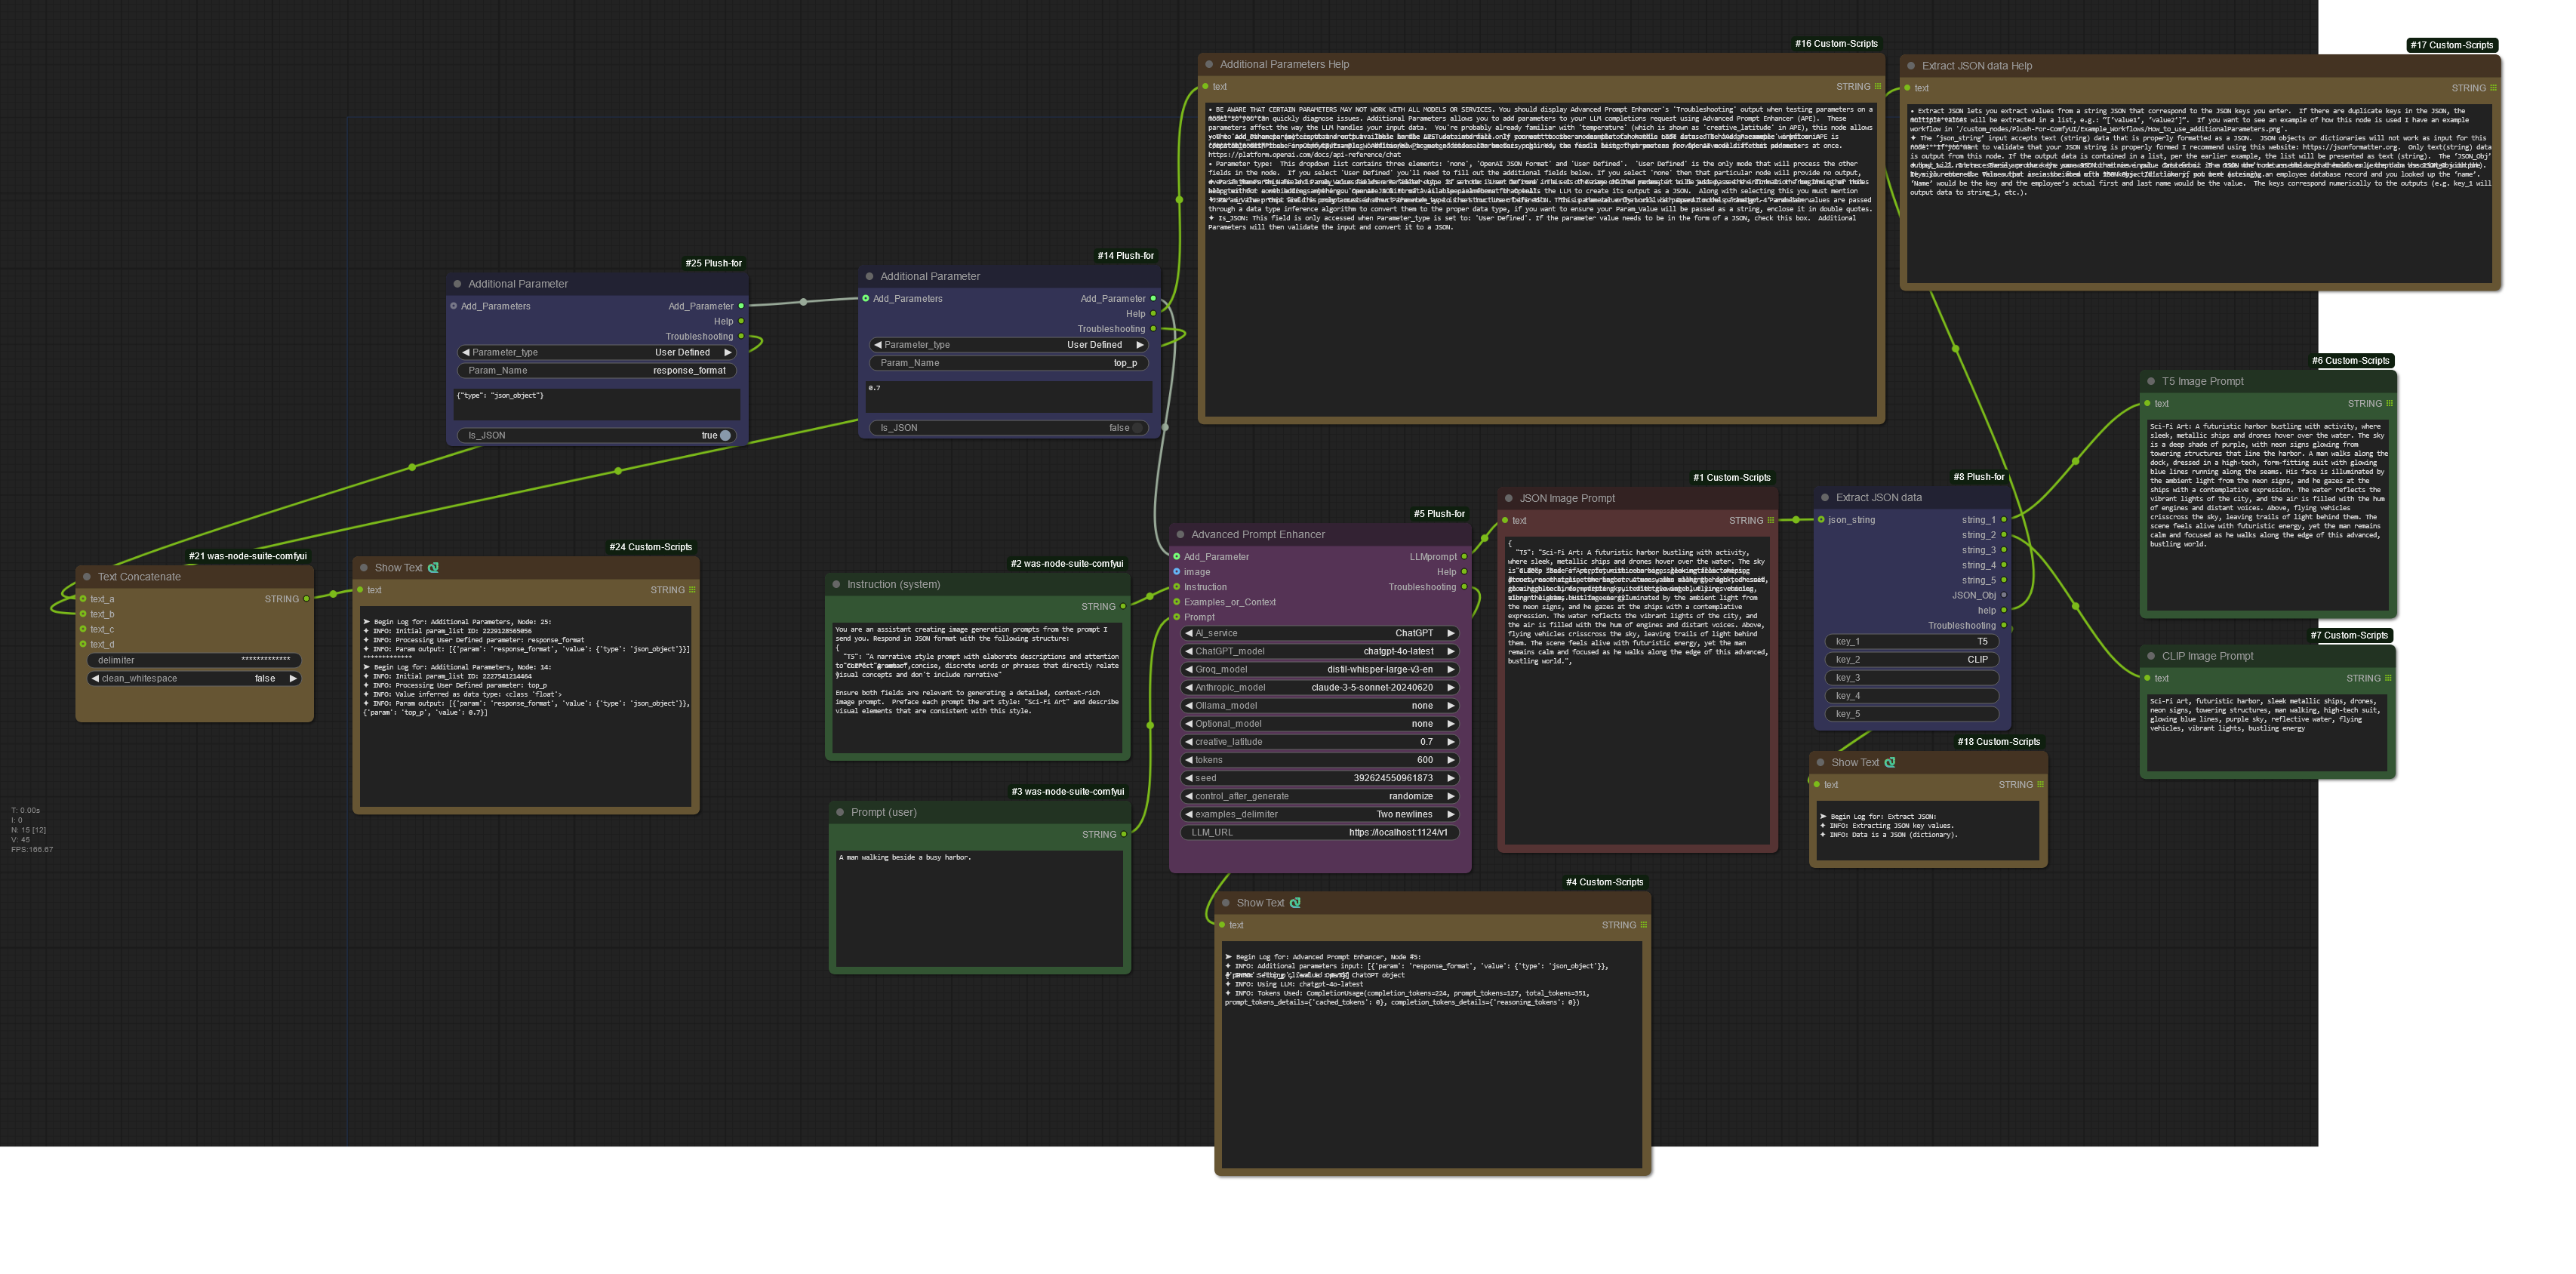 #16 Custom-Scripts
Additional Parameters Help
text
STRING
• BE AWARE THAT CERTAIN PARAMETERS MAY NOT WORK WITH ALL MODELS OR SERVICES. You should display Advanced Prompt Enhancer's 'Troubleshooting' output when testing parameters on a
can quickly diagnose issues. Additional Parameters allows you to add parameters to your LLM completions request using Advanced Prompt Enhancer (APE). These
parameters affect the way the LLM handles your input data. You're probably already familiar with 'temperature' (which is shown as 'creative_latitude' in APE), this node allows
https://platform.openai.com/docs/api-reference/chat
• Parameter type: This dropdown list contains three elements: 'none', 'OpenAI JSON Format' and 'User Defined'. 'User Defined' is the only mode that will process the other
fields in the node. If you select 'User Defined' you'll need to fill out the additional fields below. If you select 'none' then that particular node will provide no output,
through a data type inference algorithm to convert them to the proper data type, if you want to ensure your Param_Value will be passed as a string, enclose it in double quotes.
✦ Is_JSON: This field is only accessed when Parameter_type is set to: 'User Defined'. If the parameter value needs to be in the form of a JSON, check this box. Additional
Parameters will then validate the input and convert it to a JSON.
#17 Custom-Scripts
Extract JSON data Help
text
STRING
• Extract JSON lets you extract values from a string JSON that correspond to the JSON keys you enter. If there are duplicate keys in the JSON, the
multiple values will be extracted in a list, e.g.: "['value1', 'value2']". If you want to see an example of how this node is used I have an example
workflow in '/custom_nodes/Plush-For-ComfyUI/Example_Workflows/How_to_use_additionalParameters.png'.
✦ The 'json_string' input accepts text (string) data that is properly formatted as a JSON. JSON objects or dictionaries will not work as input for this
want to validate that your JSON string is properly formed I recommend using this website: https://jsonformatter.org. Only text(string) data
is output from this node. If the output data is contained in a list, per the earlier example, the list will be presented as text (string). The 'JSON_Obj'
'Name' would be the key and the employee's actual first and last name would be the value. The keys correspond numerically to the outputs (e.g. key_1 will
output data to string_1, etc.).
#25 Plush-for
Additional Parameter
Add_Parameters
Add_Parameter
Help
Troubleshooting
Parameter_type
User Defined
Param_Name
response_format
{"type": "json_object"}
Is_JSON
true
#14 Plush-for
Additional Parameter
Add_Parameters
Add_Parameter
Help
Troubleshooting
Parameter_type
User Defined
Param_Name
top_p
0.7
Is_JSON
false
#21 was-node-suite-comfyui
Text Concatenate
text_a
STRING
text_b
text_c
text_d
delimiter
*************
clean_whitespace
false
#24 Custom-Scripts
Show Text
text
STRING
➤ Begin Log for: Additional Parameters, Node: 25:
✦ INFO: Initial param_list ID: 2229128565056
✦ INFO: Processing User Defined parameter: response_format
✦ INFO: Param output: [{'param': 'response_format', 'value': {'type': 'json_object'}}]
*************
➤ Begin Log for: Additional Parameters, Node: 14:
✦ INFO: Initial param_list ID: 2227541214464
✦ INFO: Processing User Defined parameter: top_p
✦ INFO: Value inferred as data type: <class 'float'>
✦ INFO: Param output: [{'param': 'response_format', 'value': {'type': 'json_object'}},
{'param': 'top_p', 'value': 0.7}]
#2 was-node-suite-comfyui
Instruction (system)
STRING
You are an assistant creating image generation prompts from the prompt I
send you. Respond in JSON format with the following structure:
{
"T5": "A narrative style prompt with elaborate descriptions and attention
concise, discrete words or phrases that directly relate
visual concepts and don't include narrative"
Ensure both fields are relevant to generating a detailed, context-rich
image prompt. Preface each prompt the art style: "Sci-Fi Art" and describe
visual elements that are consistent with this style.
#3 was-node-suite-comfyui
Prompt (user)
STRING
A man walking beside a busy harbor.
#5 Plush-for
Advanced Prompt Enhancer
Add_Parameter
LLMprompt
image
Help
Instruction
Troubleshooting
Examples_or_Context
Prompt
AI_service
ChatGPT
ChatGPT_model
chatgpt-4o-latest
Groq_model
distil-whisper-large-v3-en
Anthropic_model
claude-3-5-sonnet-20240620
Ollama_model
none
Optional_model
none
creative_latitude
0.7
tokens
600
seed
392624550961873
control_after_generate
randomize
examples_delimiter
Two newlines
LLM_URL
https://localhost:1124/v1
#1 Custom-Scripts
JSON Image Prompt
text
STRING
{
"T5": "Sci-Fi Art: A futuristic harbor bustling with activity,
where sleek, metallic ships and drones hover over the water. The sky
illuminated by the ambient light from
the neon signs, and he gazes at the ships with a contemplative
expression. The water reflects the vibrant lights of the city, and
the air is filled with the hum of engines and distant voices. Above,
flying vehicles crisscross the sky, leaving trails of light behind
them. The scene feels alive with futuristic energy, yet the man
remains calm and focused as he walks along the edge of this advanced,
bustling world.",
#8 Plush-for
Extract JSON data
json_string
string_1
string_2
string_3
string_4
string_5
JSON_Obj
help
Troubleshooting
key_1
T5
key_2
CLIP
key_3
key_4
key_5
#18 Custom-Scripts
Show Text
text
STRING
➤ Begin Log for: Extract JSON:
✦ INFO: Extracting JSON key values.
✦ INFO: Data is a JSON (dictionary).
#6 Custom-Scripts
T5 Image Prompt
text
STRING
Sci-Fi Art: A futuristic harbor bustling with activity, where
sleek, metallic ships and drones hover over the water. The sky
is a deep shade of purple, with neon signs glowing from
towering structures that line the harbor. A man walks along the
dock, dressed in a high-tech, form-fitting suit with glowing
blue lines running along the seams. His face is illuminated by
the ambient light from the neon signs, and he gazes at the
ships with a contemplative expression. The water reflects the
vibrant lights of the city, and the air is filled with the hum
of engines and distant voices. Above, flying vehicles
crisscross the sky, leaving trails of light behind them. The
scene feels alive with futuristic energy, yet the man remains
calm and focused as he walks along the edge of this advanced,
bustling world.
#7 Custom-Scripts
CLIP Image Prompt
text
STRING
Sci-Fi Art, futuristic harbor, sleek metallic ships, drones,
neon signs, towering structures, man walking, high-tech suit,
glowing blue lines, purple sky, reflective water, flying
vehicles, vibrant lights, bustling energy
#4 Custom-Scripts
Show Text
text
STRING
➤ Begin Log for: Advanced Prompt Enhancer, Node #5:
✦ INFO: Additional parameters input: [{'param': 'response_format', 'value': {'type': 'json_object'}},
ChatGPT object
✦ INFO: Using LLM: chatgpt-4o-latest
✦ INFO: Tokens Used: CompletionUsage(completion_tokens=224, prompt_tokens=127, total_tokens=351,
prompt_tokens_details={'cached_tokens': 0}, completion_tokens_details={'reasoning_tokens': 0})
T: 0.00s
I: 0
N: 15 [12]
V: 45
FPS:166.67